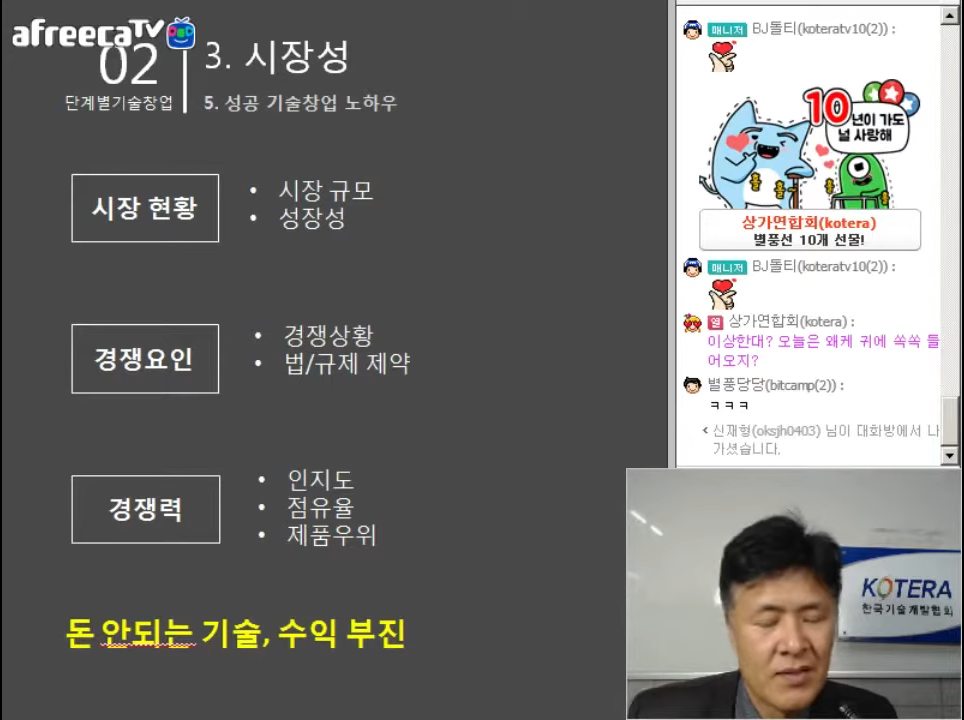 afreecaTV
02
단계별기술창업
3. 시장성
5. 성공 기술창업 노하우
시장 현황
• 시장 규모
• 성장성
경쟁요인
• 경쟁상황
• 법/규제 제약
경쟁력
• 인지도
• 점유율
• 제품우위
돈 안되는 기술, 수익 부진
매니저 BJ돌티(koteratv10(2)) :
10년이 가도
널 사랑해
상가연합회(kotera)
별풍선 10개 선물!
매니저 BJ돌티(koteratv10(2)) :
열 상가연합회(kotera) :
이상한대? 오늘은 왜케 귀에 쏙쏙 들
어오지?
별풍당당(bitcamp(2)) :
ㅋㅋㅋ
신재형(oksjh0403) 님이 대화방에서 나
가셨습니다.
KOTERA
한국기술개발협회